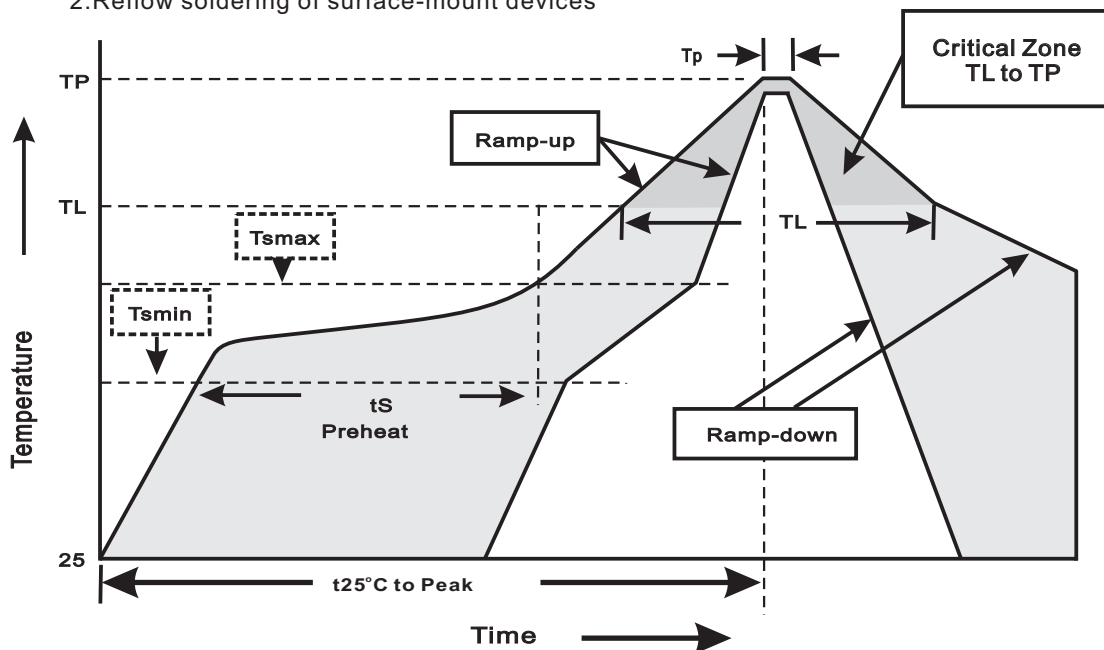 2.Reflow soldering of surface-mount devices
Tp
Critical Zone
TL to TP
TP
Ramp-up
TL
TL
Tsmax
Tsmin
Temperature
tS
Preheat
Ramp-down
25
t25°C to Peak
Time